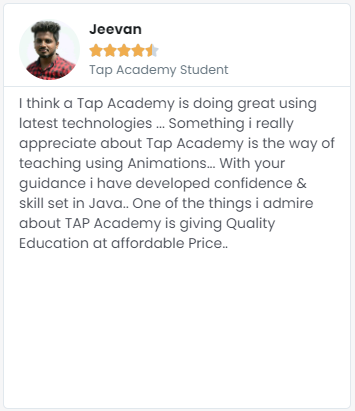 Jeevan
Tap Academy Student
I think a Tap Academy is doing great using
latest technologies ... Something i really
appreciate about Tap Academy is the way of
teaching using Animations... With your
guidance i have developed confidence &
skill set in Java.. One of the things i admire
about TAP Academy is giving Quality
Education at affordable Price..